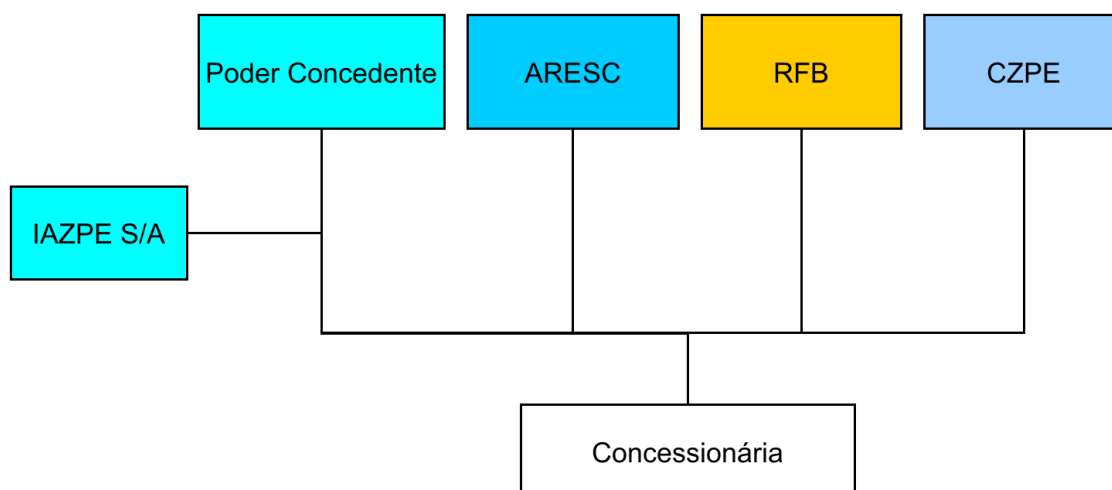 Poder Concedente
ARESC
RFB
CZPE
IAZPE S/A
Concessionária